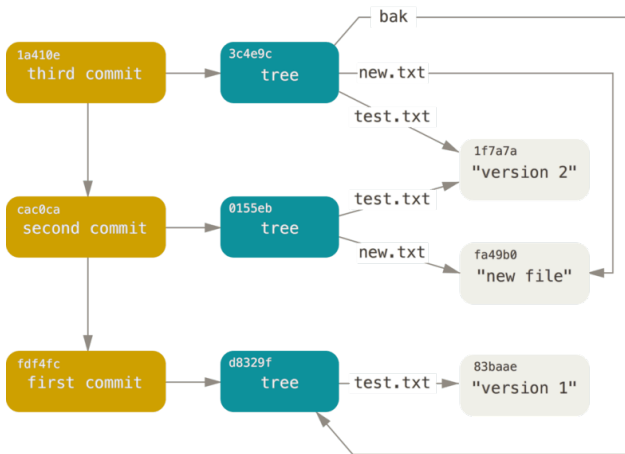 bak
1a410e
third commit
3c4e9c
tree
new.txt
test.txt
1f7a7a
"version 2"
cac0ca
second commit
0155eb
tree
test.txt
new.txt
fa49b0
"new file"
fdf4fc
first commit
d8329f
tree
test.txt
83baae
"version 1"